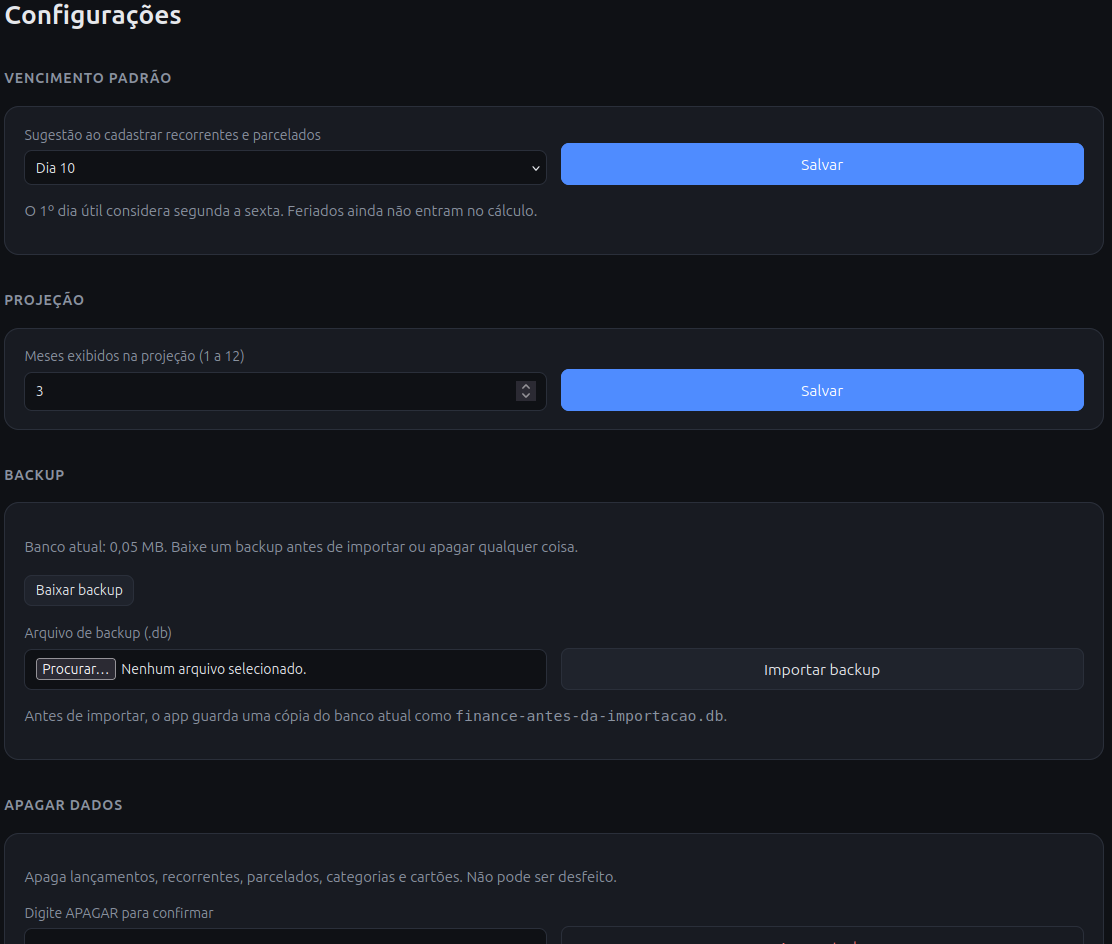 Configurações
VENCIMENTO PADRÃO
Sugestão ao cadastrar recorrentes e parcelados
Dia 10
Salvar
O 1º dia útil considera segunda a sexta. Feriados ainda não entram no cálculo.
PROJEÇÃO
Meses exibidos na projeção (1 a 12)
3
Salvar
BACKUP
Banco atual: 0,05 MB. Baixe um backup antes de importar ou apagar qualquer coisa.
Baixar backup
Arquivo de backup (.db)
Procurar... Nenhum arquivo selecionado.
Importar backup
Antes de importar, o app guarda uma cópia do banco atual como finance-antes-da-importacao.db.
APAGAR DADOS
Apaga lançamentos, recorrentes, parcelados, categorias e cartões. Não pode ser desfeito.
Digite APAGAR para confirmar